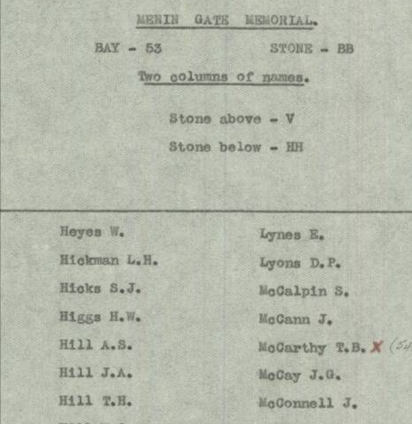 MENIN GATE MEMORIAL.
BAY - 53 STONE - BB
Two columns of names.
Stone above - V
Stone below - HH
Heyes W. Lynes E.
Hickman L.H. Lyons D.P.
Hicks S.J. McCalpin S.
Higgs H.W. McCann J.
Hill A.S. McCarthy T.B. X
Hill J.A. McCay J.G.
Hill T.H. McConnell J.